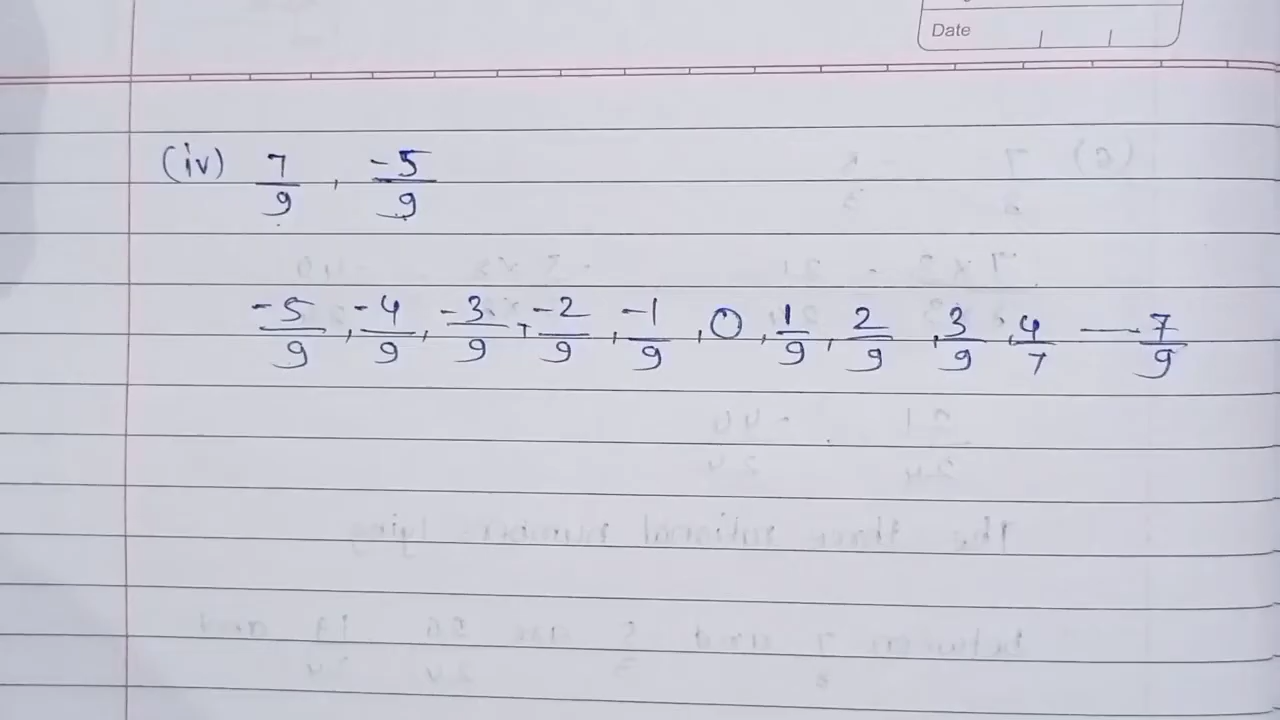 Date
(iv) 7/9 , -5/9
-5/9 , -4/9 , -3/9 , -2/9 , -1/9 , 0 , 1/9 , 2/9 , 3/9 , 4/7 — 7/9